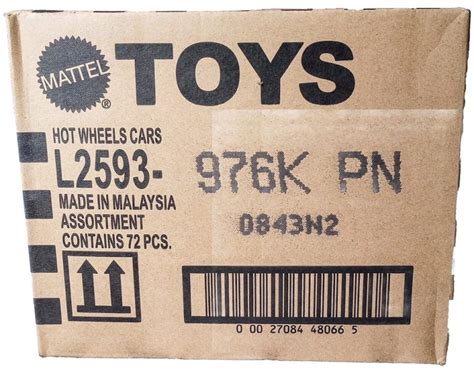 MATTEL ® TOYS
HOT WHEELS CARS
L2593- 976K PN
MADE IN MALAYSIA
ASSORTMENT 0843N2
CONTAINS 72 PCS.
0 00 27084 48066 5